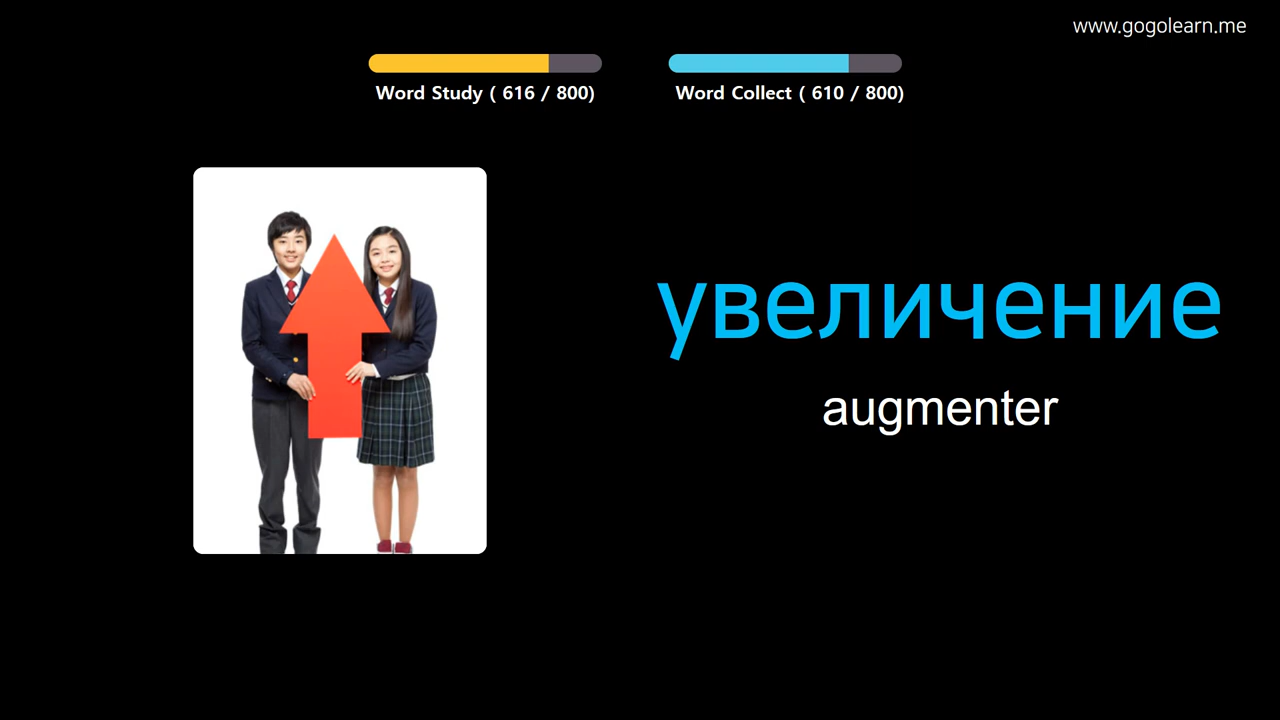 www.gogolearn.me
Word Study ( 616 / 800)
Word Collect ( 610 / 800)
увеличение
augmenter